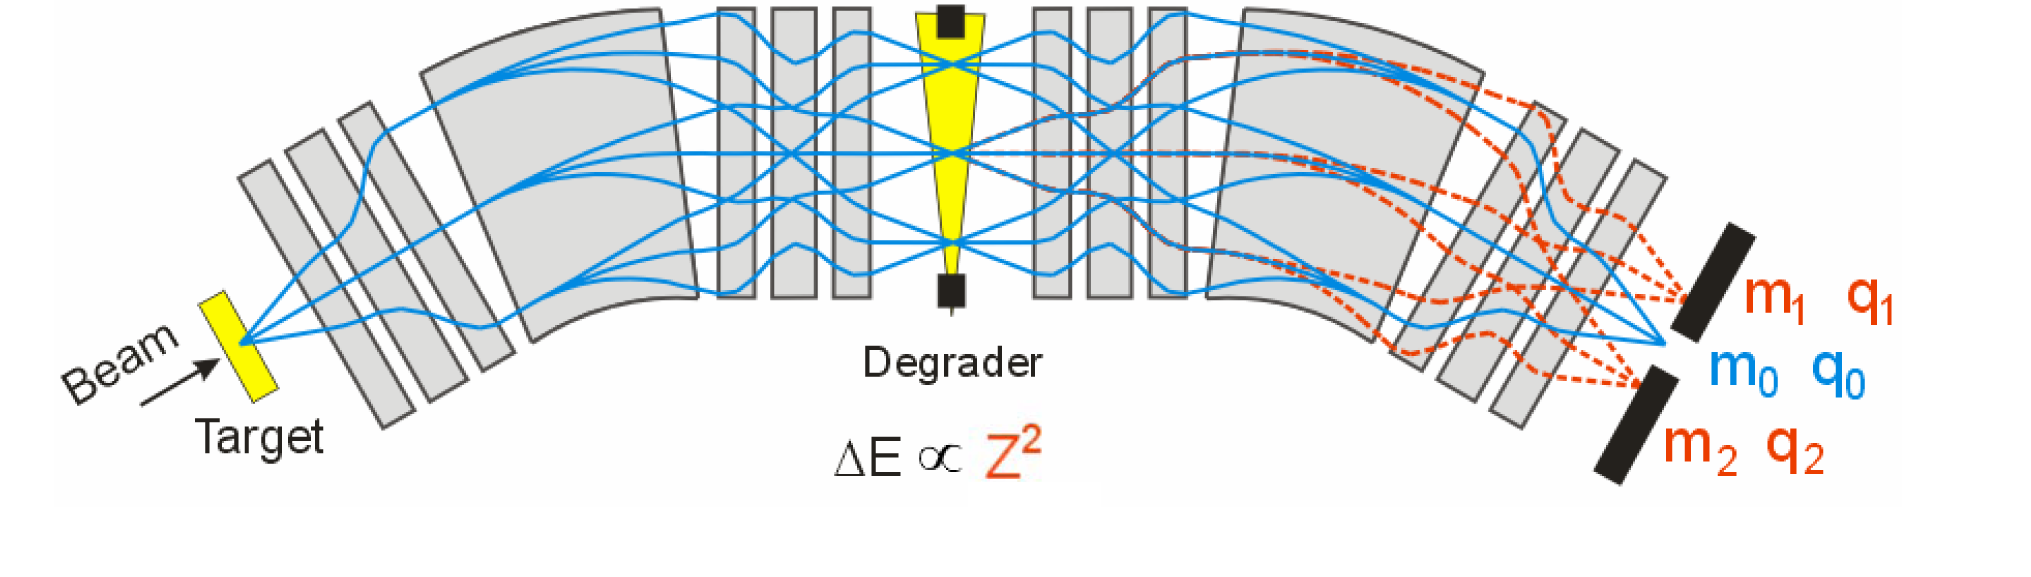 Beam
Target
Degrader
ΔE ∝ Z²
m₁ q₁
m₀ q₀
m₂ q₂